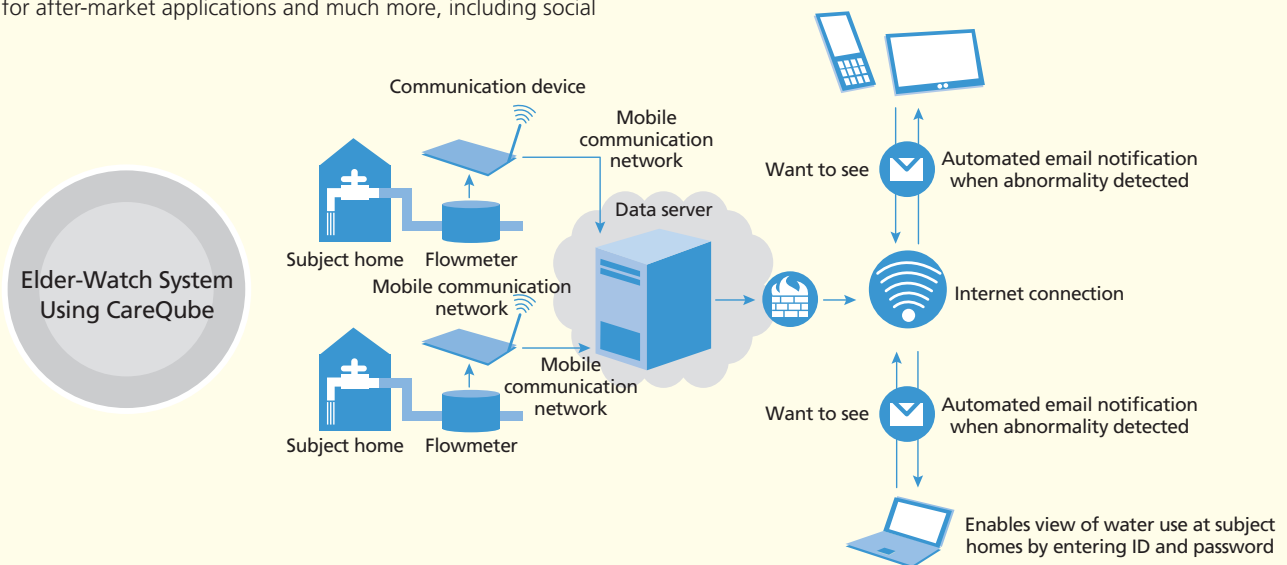 for after-market applications and much more, including social
Communication device
Mobile
communication
network
Want to see
Automated email notification
when abnormality detected
Data server
Elder-Watch System
Using CareQube
Subject home
Flowmeter
Mobile communication
network
Internet connection
Mobile
communication
network
Want to see
Automated email notification
when abnormality detected
Subject home
Flowmeter
Enables view of water use at subject
homes by entering ID and password